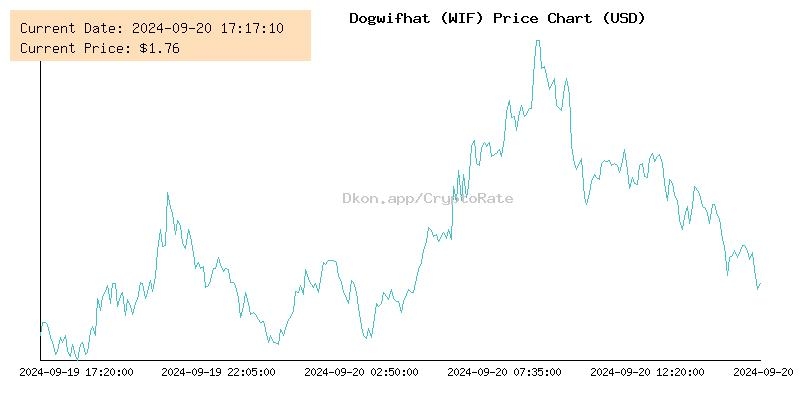 Dogwifhat (WIF) Price Chart (USD)
Current Date: 2024-09-20 17:17:10
Current Price: $1.76
Dkon.app/CryptoRate
2024-09-19 17:20:00
2024-09-19 22:05:00
2024-09-20 02:50:00
2024-09-20 07:35:00
2024-09-20 12:20:00
2024-09-20